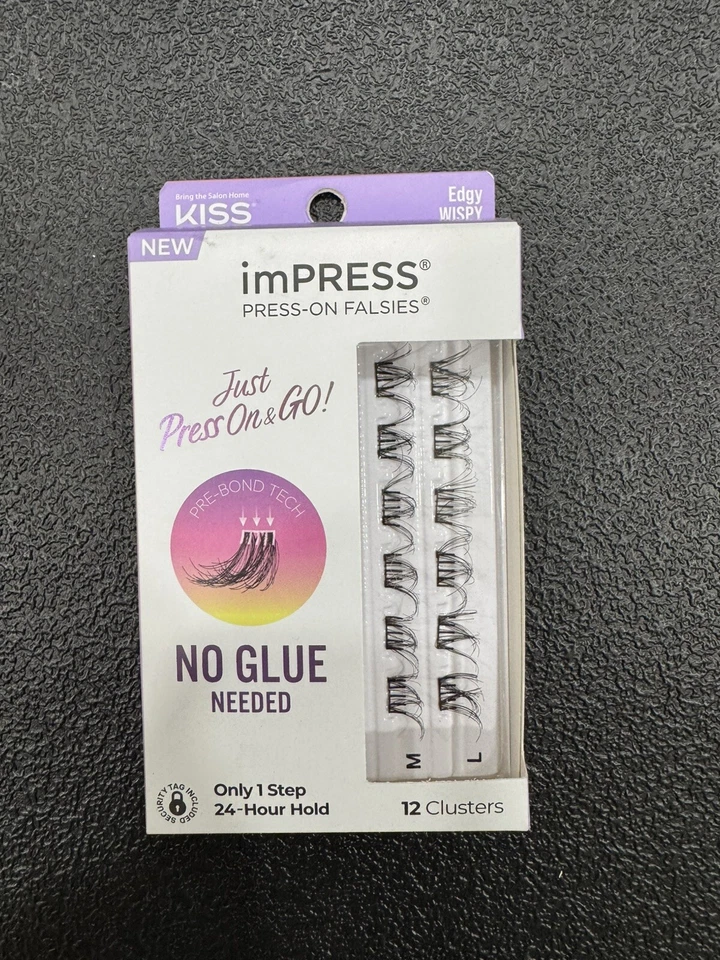 Bring the Salon Home
KISS®
Edgy
WISPY
NEW
imPRESS®
PRESS-ON FALSIES®
Just
Press On & GO!
PRE-BOND TECH
NO GLUE
NEEDED
SECURITY TAG INCLUDED
Only 1 Step
24-Hour Hold
M
L
12 Clusters